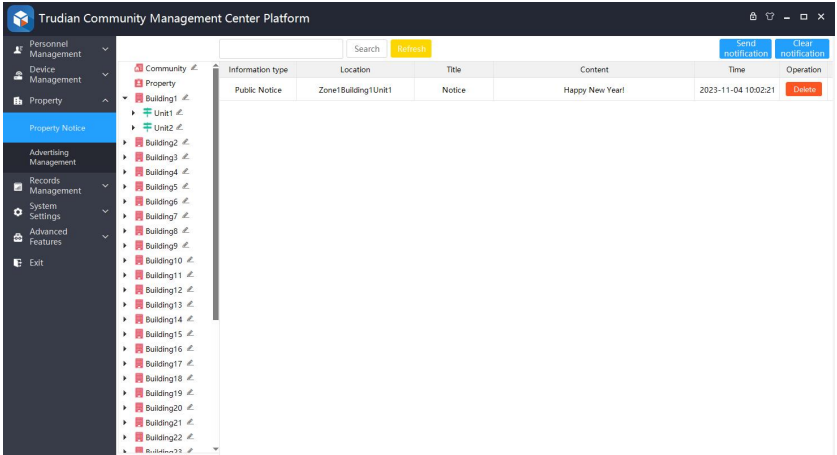 Trudian Community Management Center Platform
Personnel
Management
Device
Management
Property
Property Notice
Advertising
Management
Records
Management
System
Settings
Advanced
Features
Exit
Community
Property
Building1
Unit1
Unit2
Building2
Building3
Building4
Building5
Building6
Building7
Building8
Building9
Building10
Building11
Building12
Building13
Building14
Building15
Building16
Building17
Building18
Building19
Building20
Building21
Building22
Building23
Search Refresh
Send
notification
Clear
notification
Information type Location Title Content Time Operation
Public Notice Zone1Building1Unit1 Notice Happy New Year! 2023-11-04 10:02:21 Delete